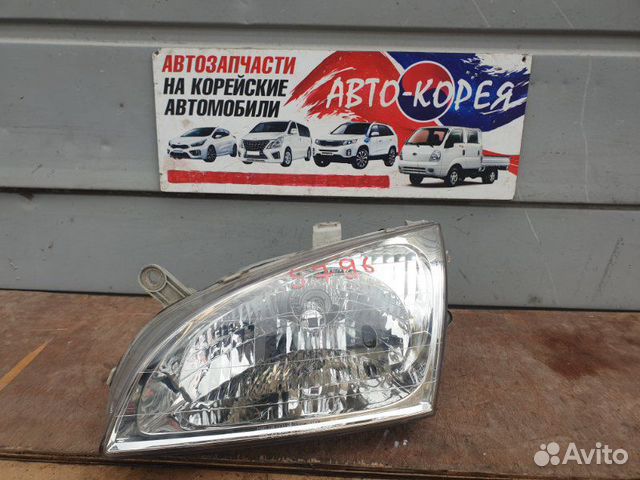 АВТОЗАПЧАСТИ
НА КОРЕЙСКИЕ
АВТОМОБИЛИ
АВТО-КОРЕЯ
Avito